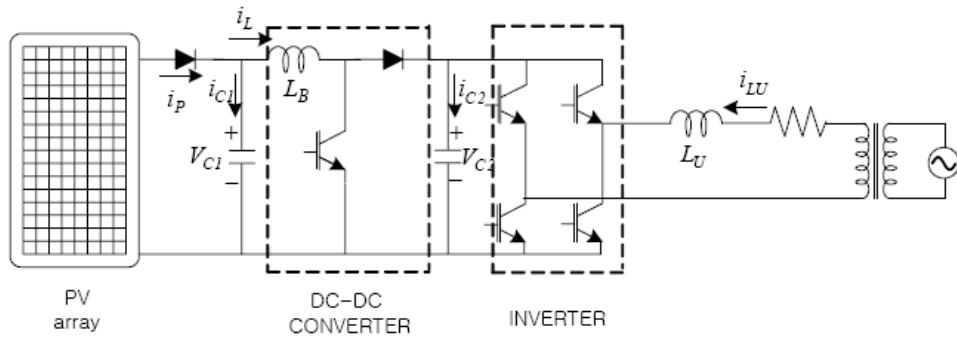 i_L
i_P
i_C1
L_B
+
V_C1
−
i_C2
+
V_C2
−
i_LU
L_U
PV
array
DC-DC
CONVERTER
INVERTER